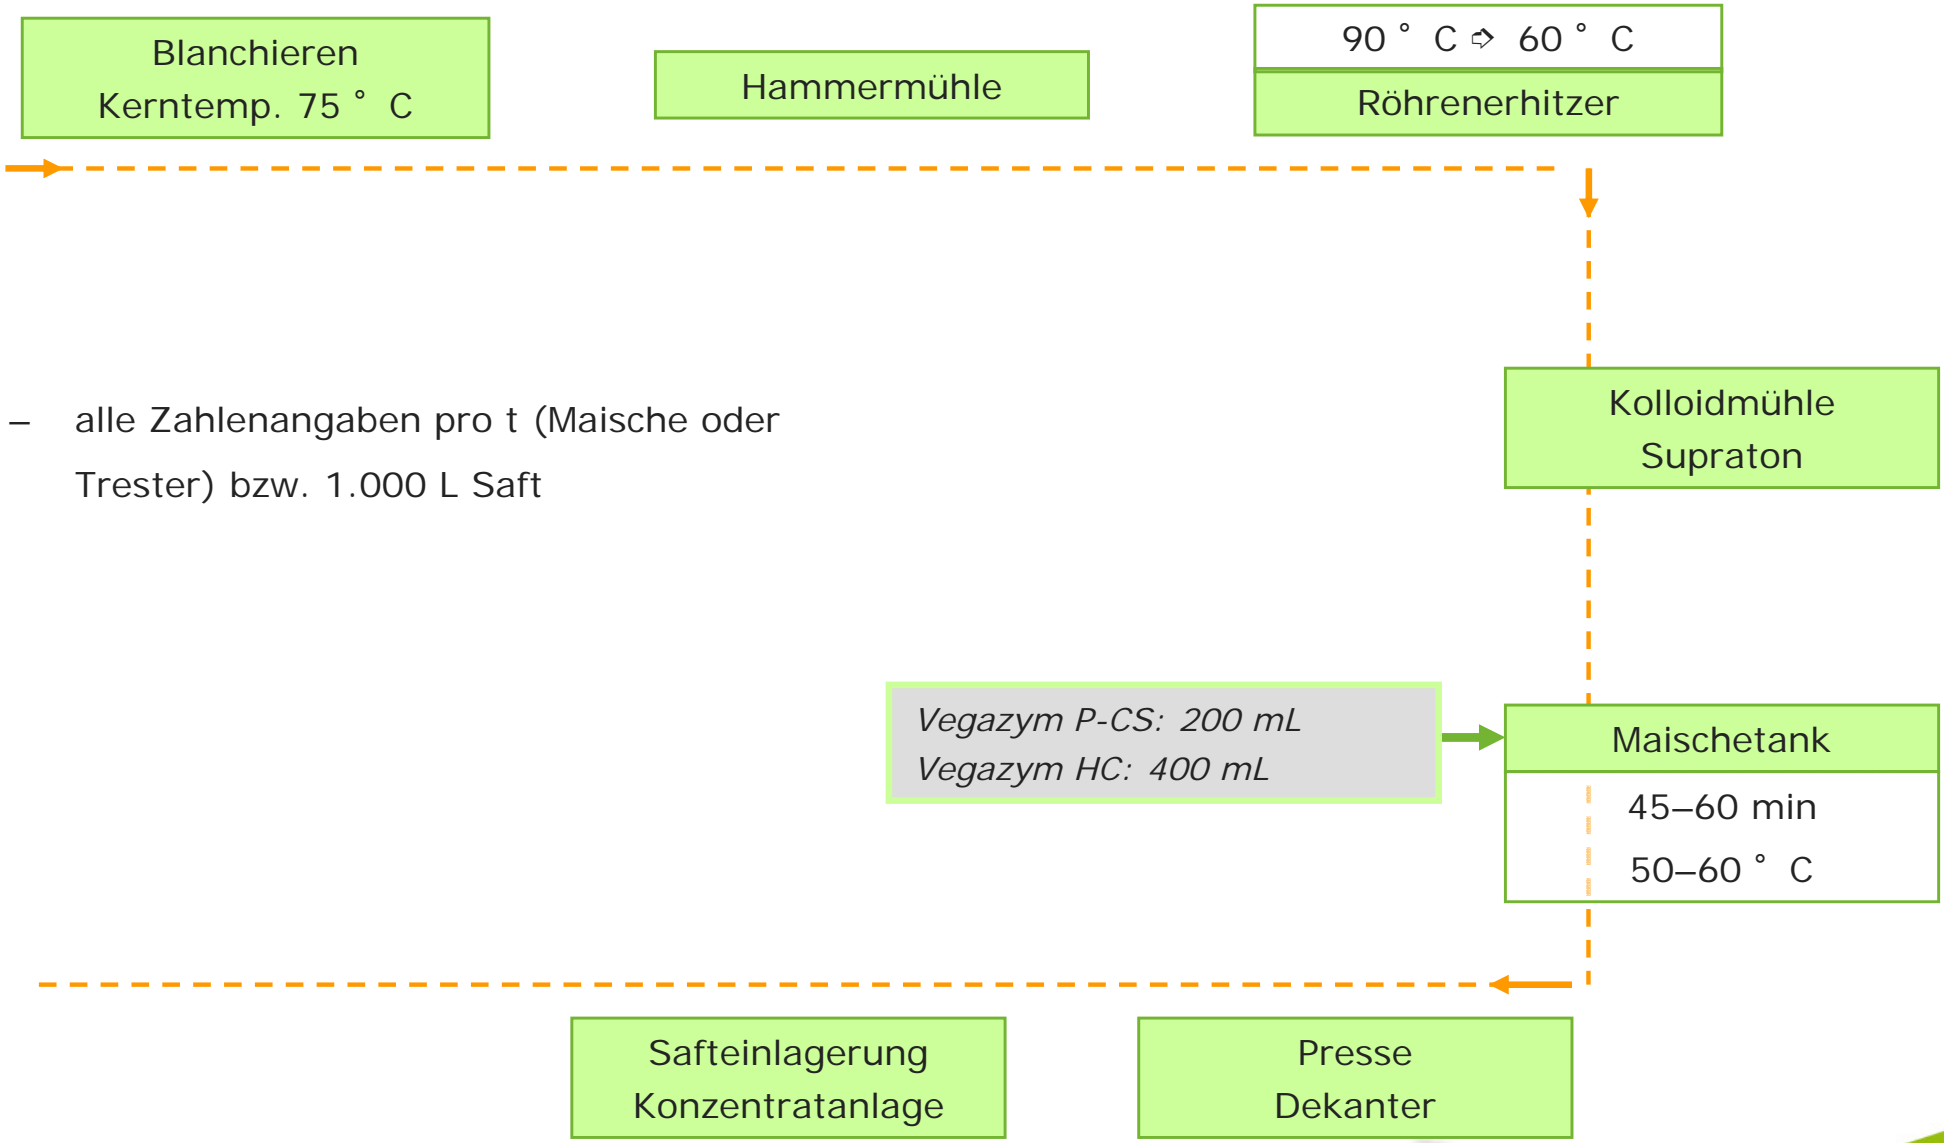 Blanchieren
Kerntemp. 75 ° C
Hammermühle
90 ° C ➩ 60 ° C
Röhrenerhitzer
– alle Zahlenangaben pro t (Maische oder
Trester) bzw. 1.000 L Saft
Kolloidmühle
Supraton
Vegazym P-CS: 200 mL
Vegazym HC: 400 mL
Maischetank
45–60 min
50–60 ° C
Safteinlagerung
Konzentratanlage
Presse
Dekanter